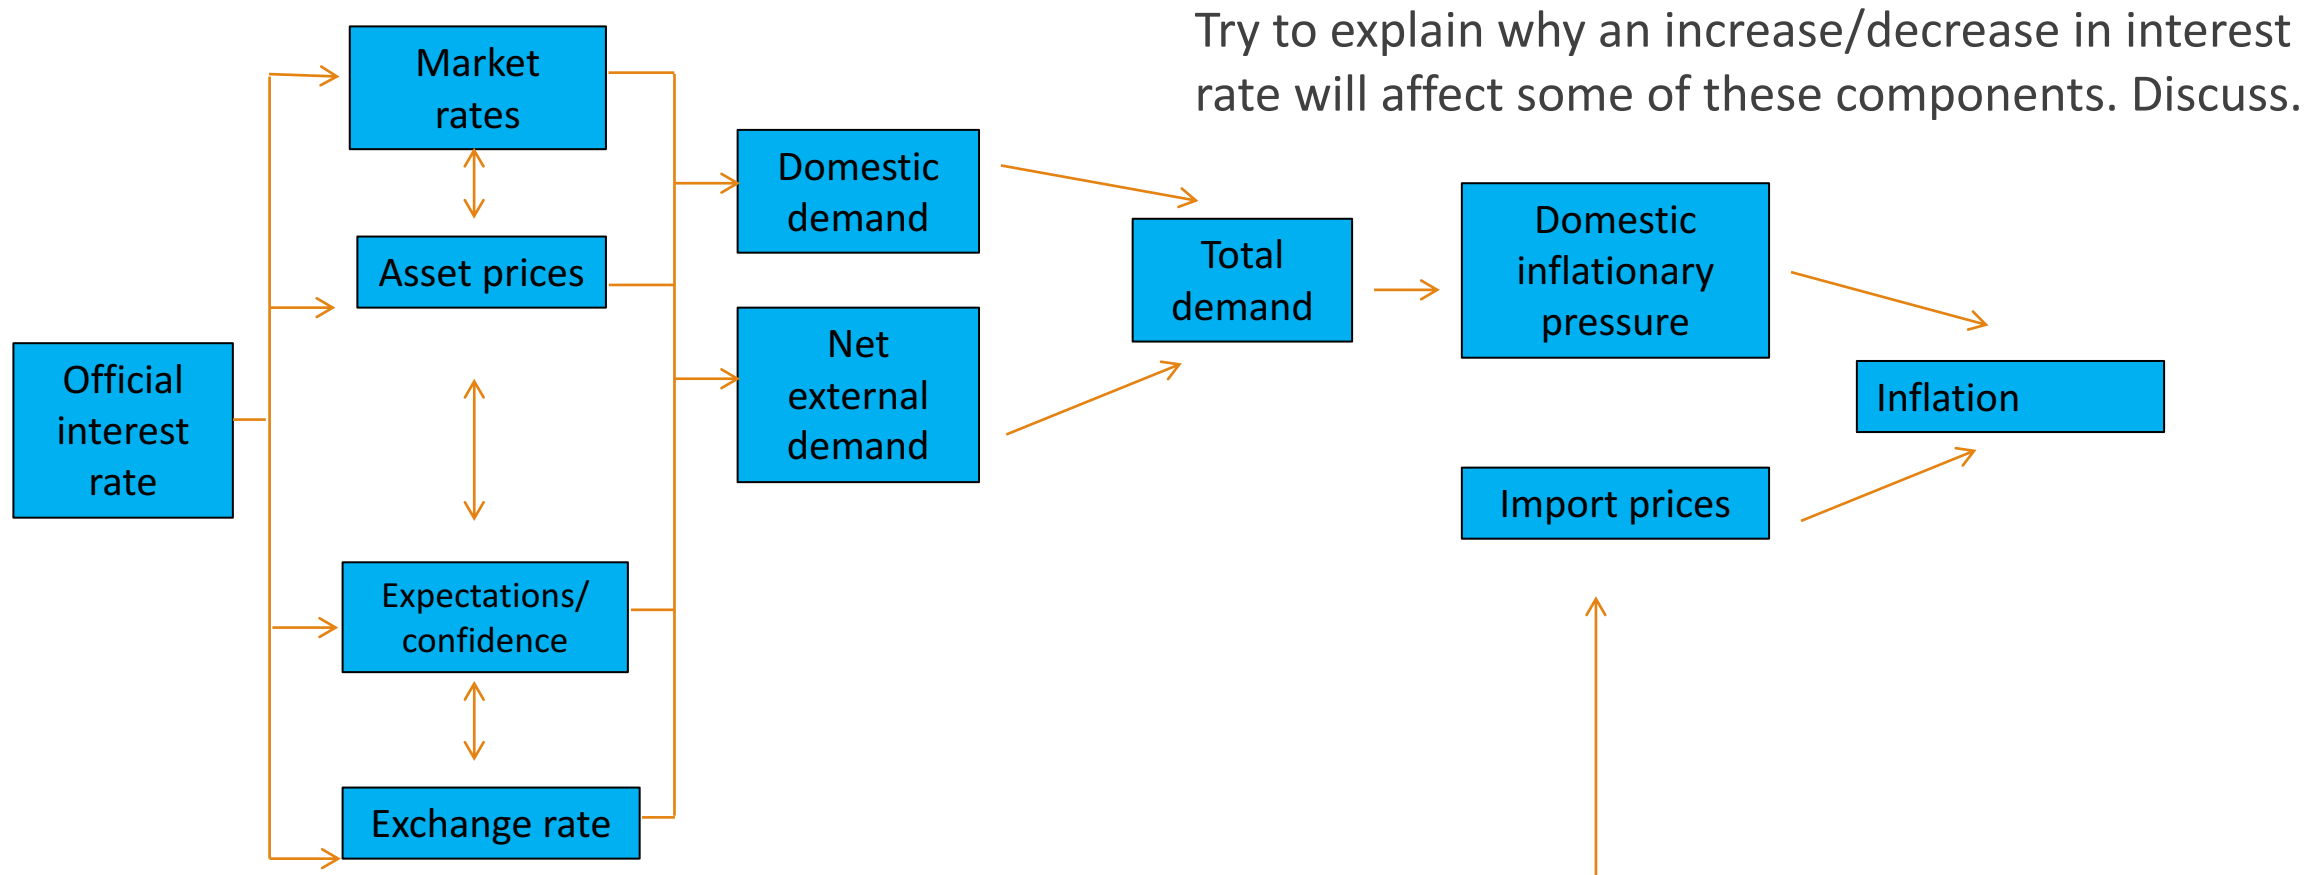 Try to explain why an increase/decrease in interest
rate will affect some of these components. Discuss.
Market
rates
Domestic
demand
Asset prices
Total
demand
Domestic
inflationary
pressure
Net
external
demand
Official
interest
rate
Inflation
Import prices
Expectations/
confidence
Exchange rate